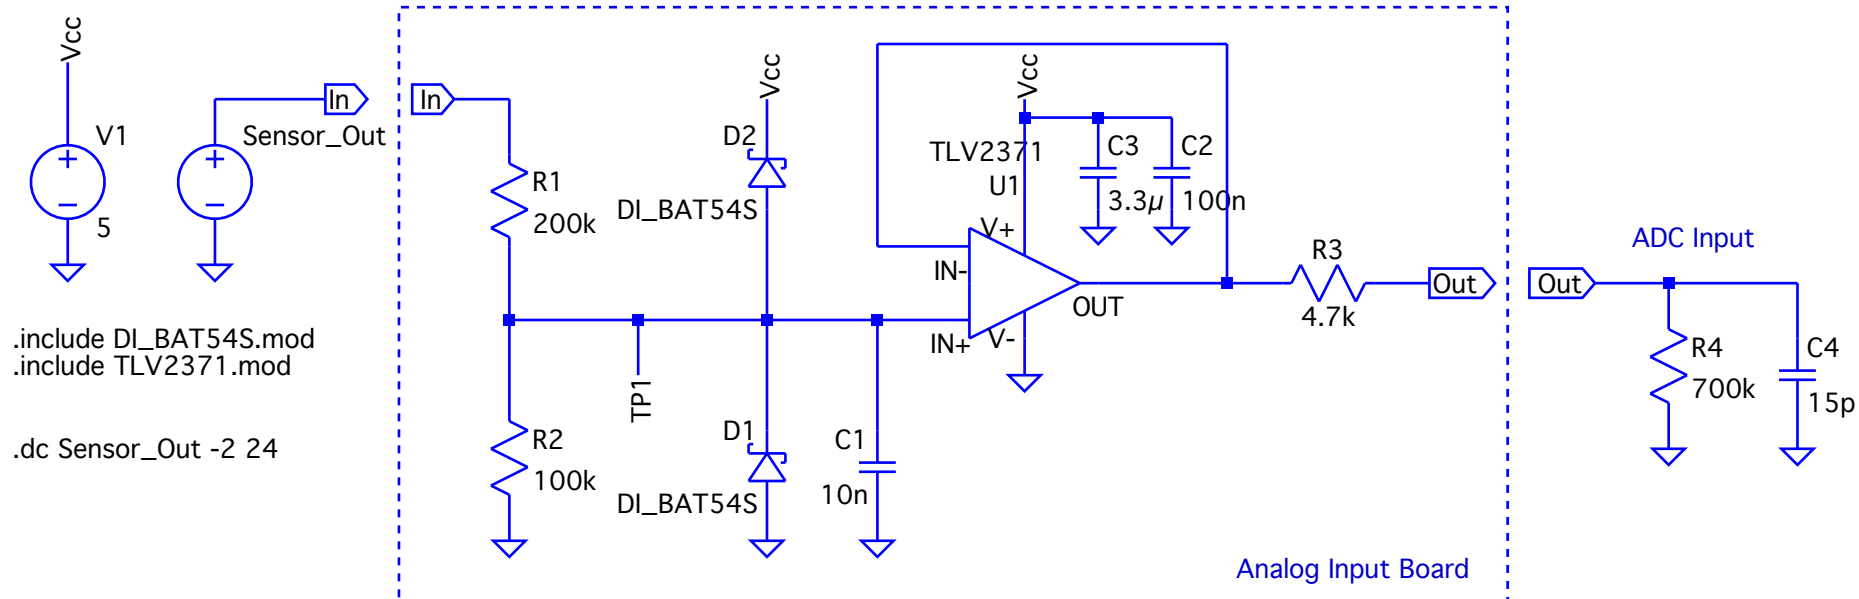 Vcc
V1
5
+
−
In
Sensor_Out
+
−
.include DI_BAT54S.mod
.include TLV2371.mod
.dc Sensor_Out -2 24
In
R1
200k
R2
100k
TP1
Vcc
D2
DI_BAT54S
D1
DI_BAT54S
C1
10n
Vcc
TLV2371
U1
C3
3.3µ
C2
100n
V+
IN-
IN+
V-
OUT
R3
4.7k
Out
Analog Input Board
ADC Input
Out
R4
700k
C4
15p